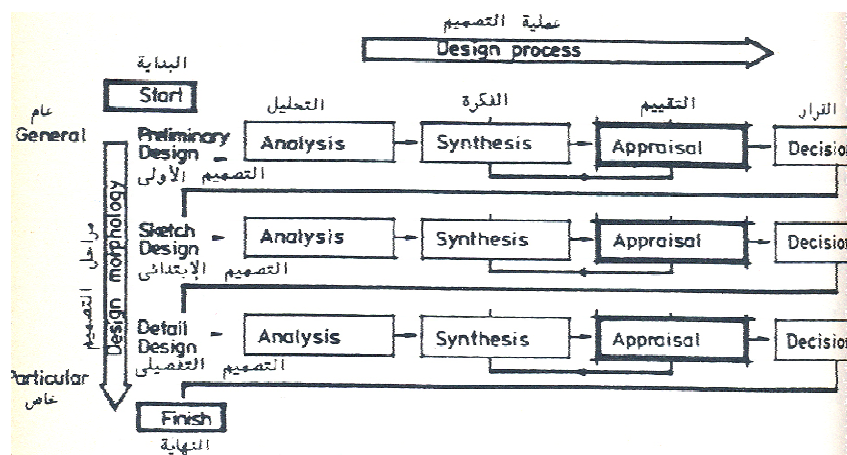 عملية التصميم
Design process
البداية
Start
عام
General
التحليل
الفكرة
التقييم
القرار
Preliminary
Design
التصميم الأولى
Analysis
Synthesis
Appraisal
Decision
Sketch
Design
التصميم الإبتدائى
Analysis
Synthesis
Appraisal
Decision
Detail
Design
التصميم التفصيلى
Analysis
Synthesis
Appraisal
Decision
مراحل التصميم
Design morphology
Particular
خاص
Finish
النهاية